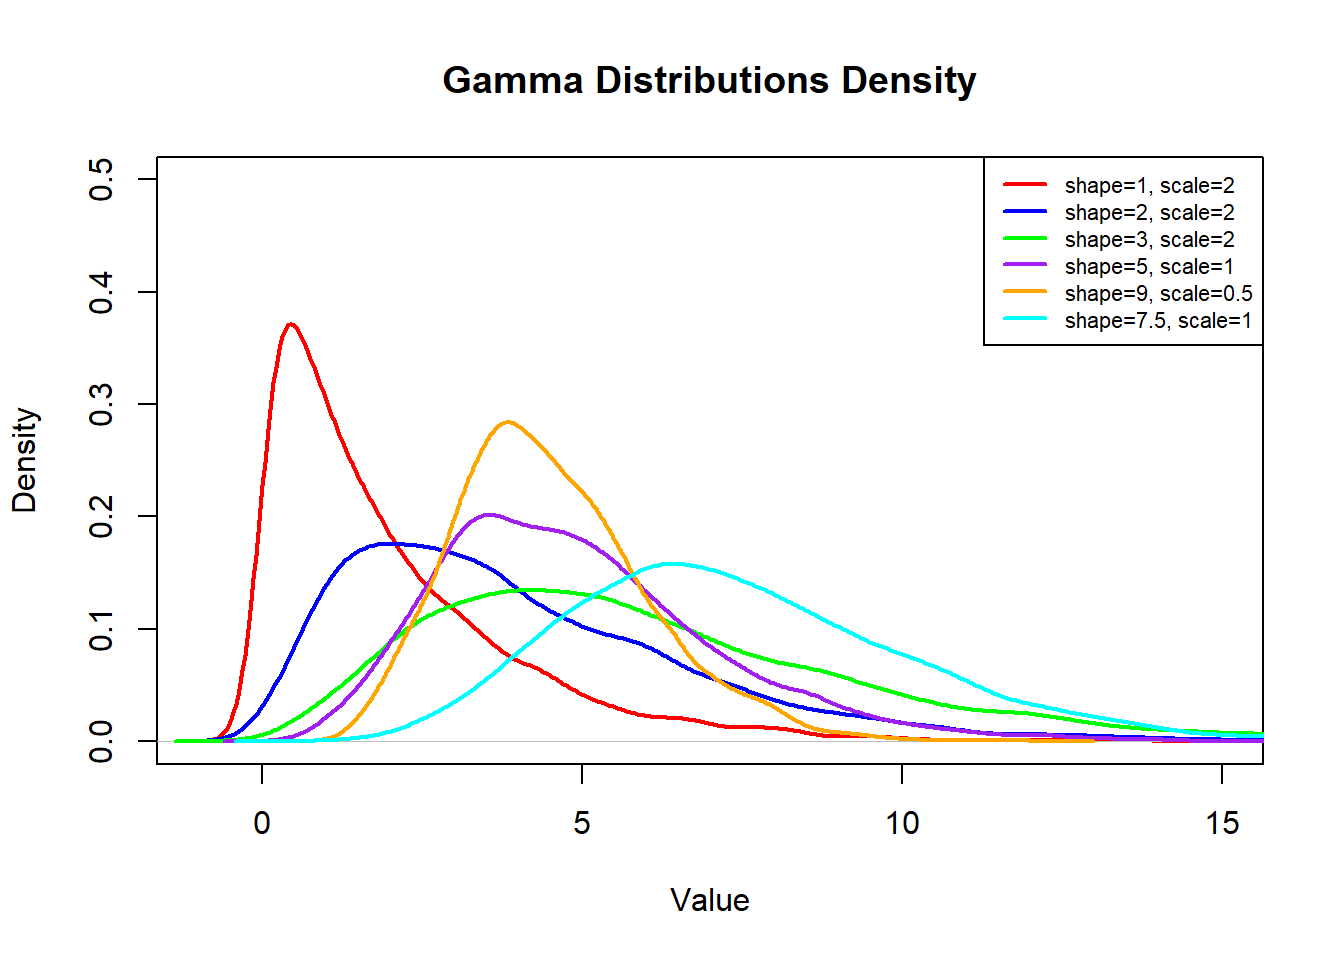 Gamma Distributions Density
shape=1, scale=2
shape=2, scale=2
shape=3, scale=2
shape=5, scale=1
shape=9, scale=0.5
shape=7.5, scale=1
Density
0.5
0.4
0.3
0.2
0.1
0.0
0 5 10 15
Value